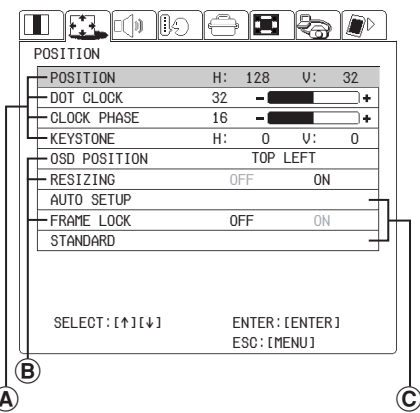 POSITION
POSITION H: 128 V: 32
DOT CLOCK 32 - +
CLOCK PHASE 16 - +
KEYSTONE H: 0 V: 0
OSD POSITION TOP LEFT
RESIZING OFF ON
AUTO SETUP
FRAME LOCK OFF ON
STANDARD
SELECT:[↑][↓] ENTER:[ENTER]
ESC:[MENU]
B
A C